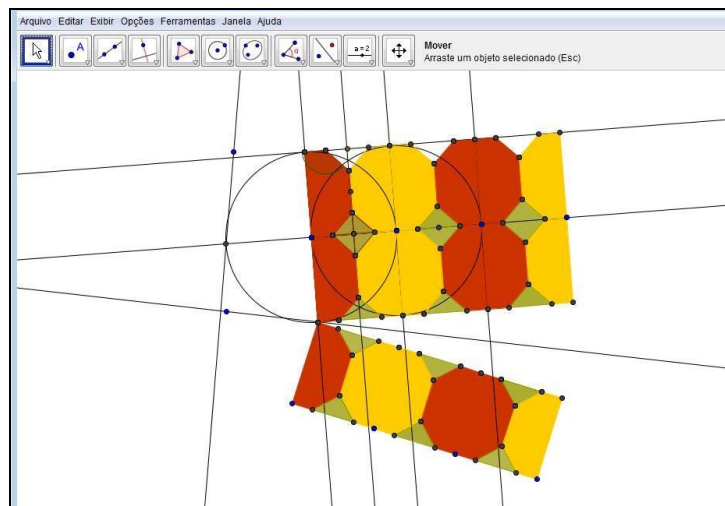 Arquivo Editar Exibir Opções Ferramentas Janela Ajuda
A
α
a = 2
Mover
Arraste um objeto selecionado (Esc)